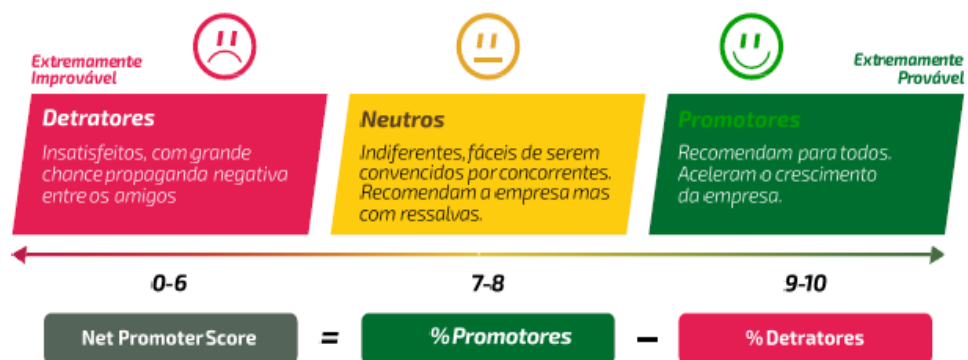 Extremamente
Improvável
Extremamente
Provável
Detratores
Insatisfeitos, com grande
chance propaganda negativa
entre os amigos
Neutros
Indiferentes, fáceis de serem
convencidos por concorrentes.
Recomendam a empresa mas
com ressalvas.
Promotores
Recomendam para todos.
Aceleram o crescimento
da empresa.
0-6
7-8
9-10
Net Promoter Score = % Promotores — % Detratores